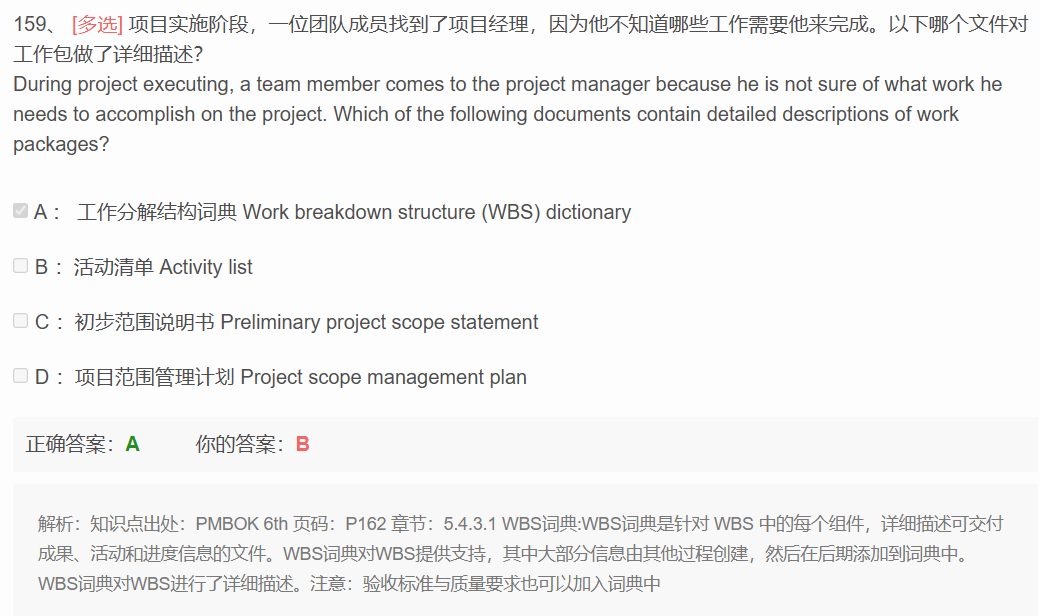 159、 [多选] 项目实施阶段，一位团队成员找到了项目经理，因为他不知道哪些工作需要他来完成。以下哪个文件对
工作包做了详细描述？
During project executing, a team member comes to the project manager because he is not sure of what work he
needs to accomplish on the project. Which of the following documents contain detailed descriptions of work
packages?
A： 工作分解结构词典 Work breakdown structure (WBS) dictionary
B：活动清单 Activity list
C：初步范围说明书 Preliminary project scope statement
D：项目范围管理计划 Project scope management plan
正确答案：A 你的答案：B
解析：知识点出处：PMBOK 6th 页码：P162 章节：5.4.3.1 WBS词典:WBS词典是针对 WBS 中的每个组件，详细描述可交付
成果、活动和进度信息的文件。WBS词典对WBS提供支持，其中大部分信息由其他过程创建，然后在后期添加到词典中。
WBS词典对WBS进行了详细描述。注意：验收标准与质量要求也可以加入词典中